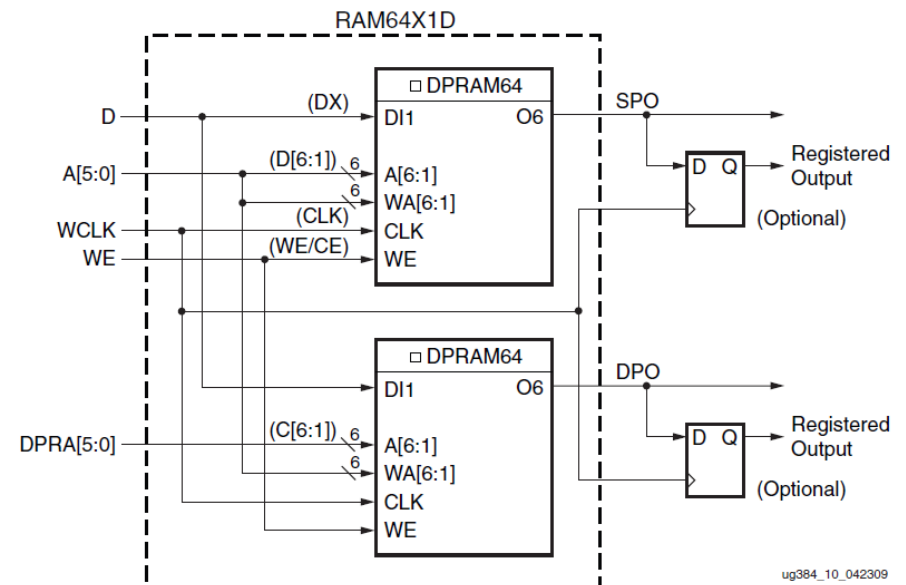 RAM64X1D
□ DPRAM64
D
(DX)
DI1
O6
SPO
A[5:0]
(D[6:1])
6
A[6:1]
6
WA[6:1]
WCLK
(CLK)
CLK
WE
(WE/CE)
WE
D Q
Registered
Output
(Optional)
□ DPRAM64
DI1
O6
DPO
DPRA[5:0]
(C[6:1])
6
A[6:1]
6
WA[6:1]
CLK
WE
D Q
Registered
Output
(Optional)
ug384_10_042309